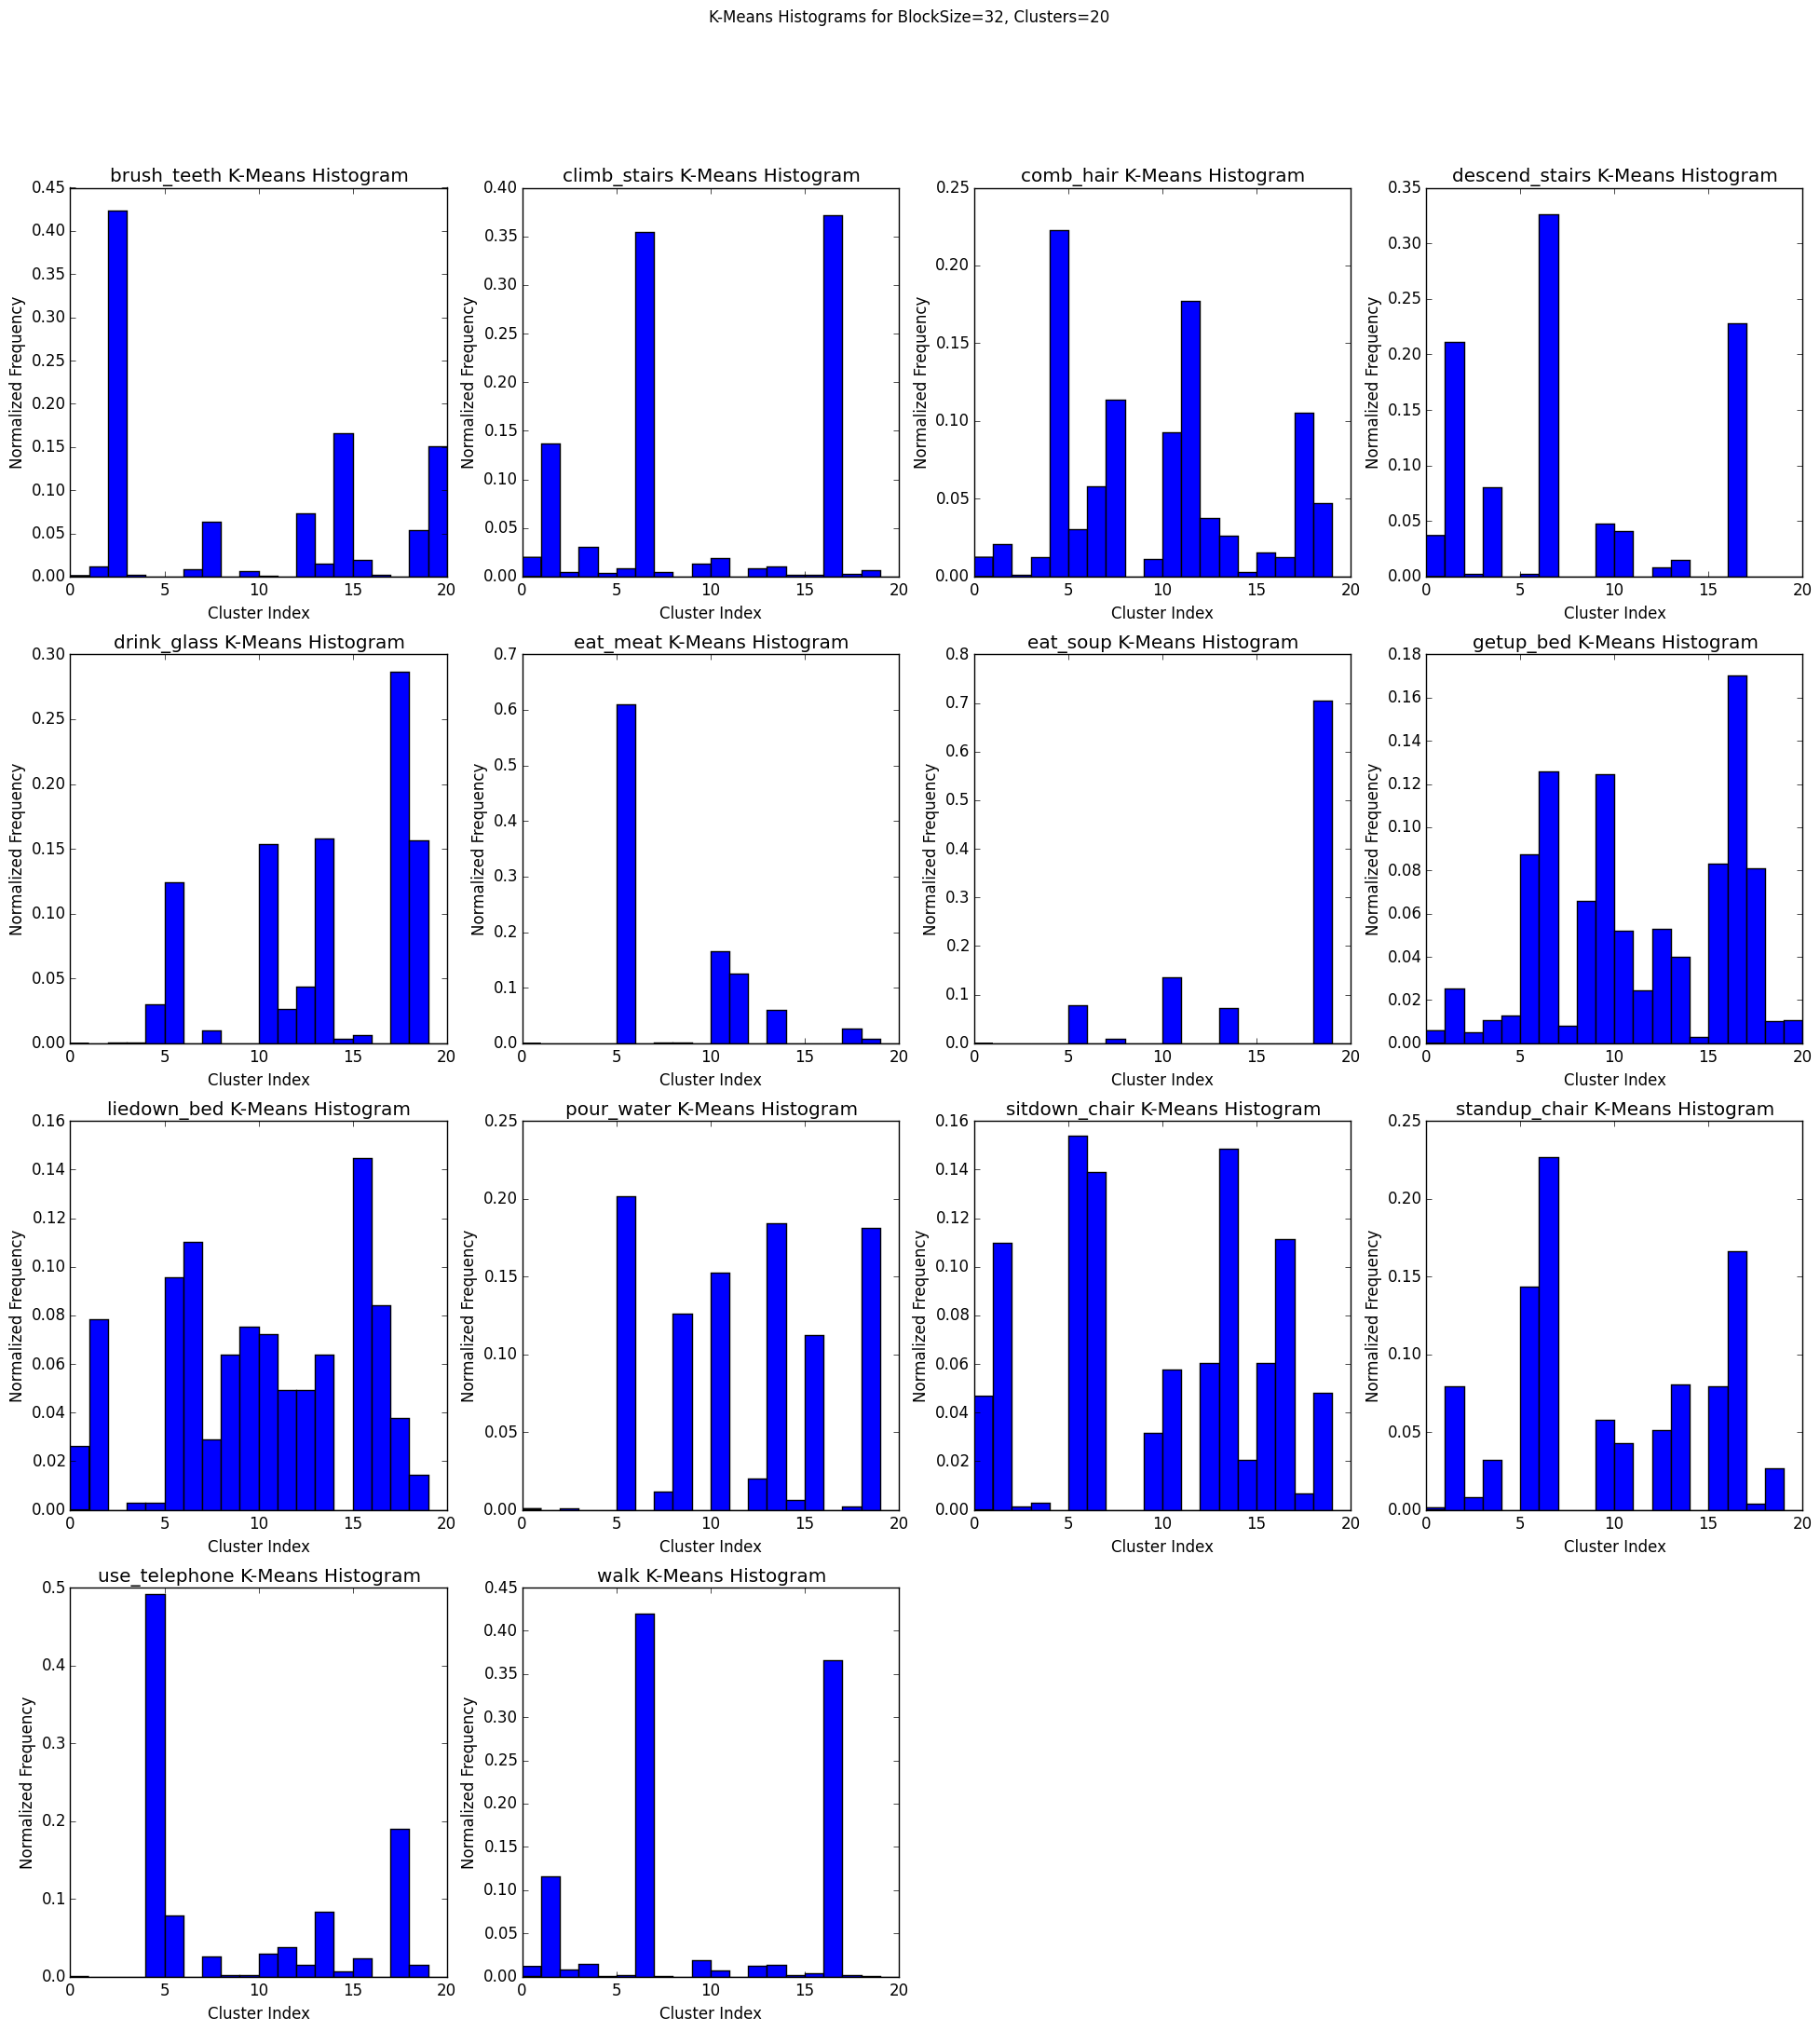 K-Means Histograms for BlockSize=32, Clusters=20
brush_teeth K-Means Histogram
0.45
0.40
0.35
0.30
0.25
0.20
0.15
0.10
0.05
0.00
Normalized Frequency
0 5 10 15 20
Cluster Index
climb_stairs K-Means Histogram
0.40
0.35
0.30
0.25
0.20
0.15
0.10
0.05
0.00
Normalized Frequency
0 5 10 15 20
Cluster Index
comb_hair K-Means Histogram
0.25
0.20
0.15
0.10
0.05
0.00
Normalized Frequency
0 5 10 15 20
Cluster Index
descend_stairs K-Means Histogram
0.35
0.30
0.25
0.20
0.15
0.10
0.05
0.00
Normalized Frequency
0 5 10 15 20
Cluster Index
drink_glass K-Means Histogram
0.30
0.25
0.20
0.15
0.10
0.05
0.00
Normalized Frequency
0 5 10 15 20
Cluster Index
eat_meat K-Means Histogram
0.7
0.6
0.5
0.4
0.3
0.2
0.1
0.0
Normalized Frequency
0 5 10 15 20
Cluster Index
eat_soup K-Means Histogram
0.8
0.7
0.6
0.5
0.4
0.3
0.2
0.1
0.0
Normalized Frequency
0 5 10 15 20
Cluster Index
getup_bed K-Means Histogram
0.18
0.16
0.14
0.12
0.10
0.08
0.06
0.04
0.02
0.00
Normalized Frequency
0 5 10 15 20
Cluster Index
liedown_bed K-Means Histogram
0.16
0.14
0.12
0.10
0.08
0.06
0.04
0.02
0.00
Normalized Frequency
0 5 10 15 20
Cluster Index
pour_water K-Means Histogram
0.25
0.20
0.15
0.10
0.05
0.00
Normalized Frequency
0 5 10 15 20
Cluster Index
sitdown_chair K-Means Histogram
0.16
0.14
0.12
0.10
0.08
0.06
0.04
0.02
0.00
Normalized Frequency
0 5 10 15 20
Cluster Index
standup_chair K-Means Histogram
0.25
0.20
0.15
0.10
0.05
0.00
Normalized Frequency
0 5 10 15 20
Cluster Index
use_telephone K-Means Histogram
0.5
0.4
0.3
0.2
0.1
0.0
Normalized Frequency
0 5 10 15 20
Cluster Index
walk K-Means Histogram
0.45
0.40
0.35
0.30
0.25
0.20
0.15
0.10
0.05
0.00
Normalized Frequency
0 5 10 15 20
Cluster Index